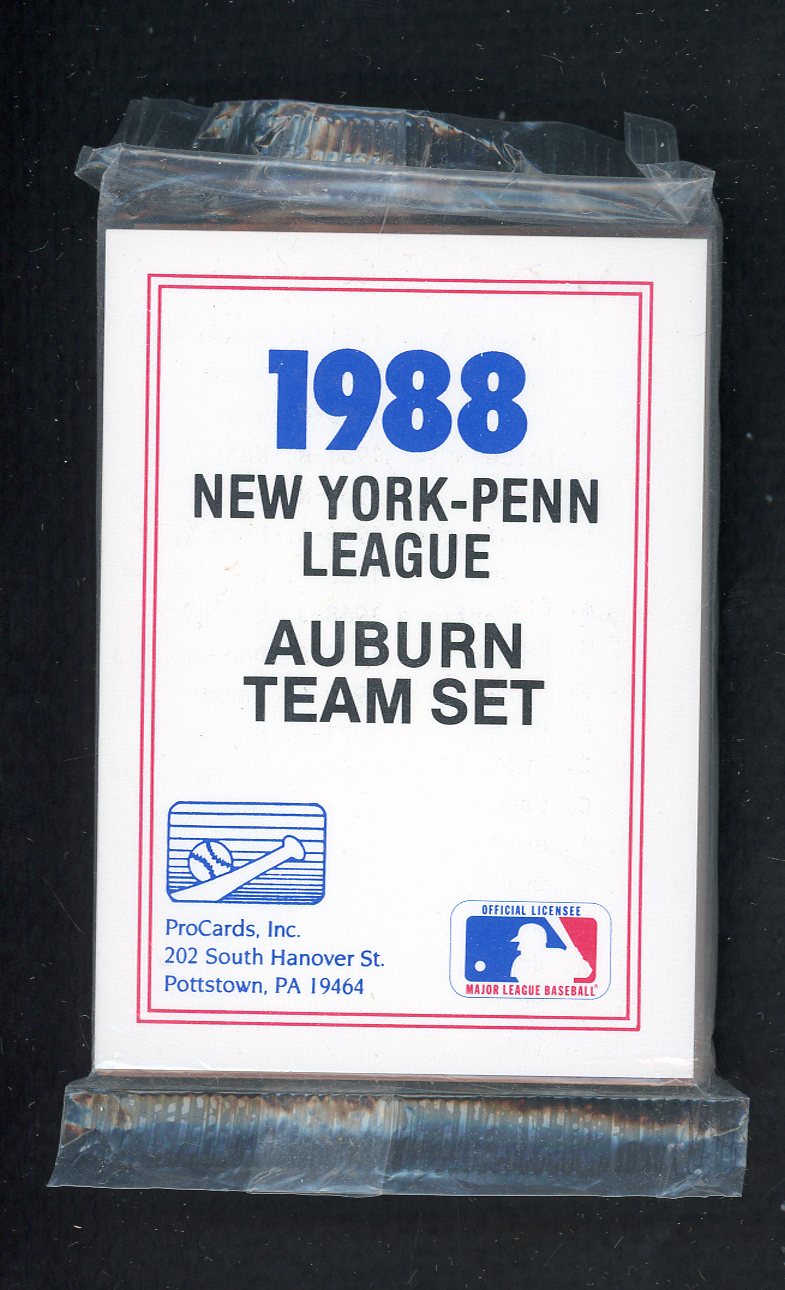 1988
NEW YORK-PENN
LEAGUE
AUBURN
TEAM SET
ProCards, Inc.
202 South Hanover St.
Pottstown, PA 19464
OFFICIAL LICENSEE
MAJOR LEAGUE BASEBALL®